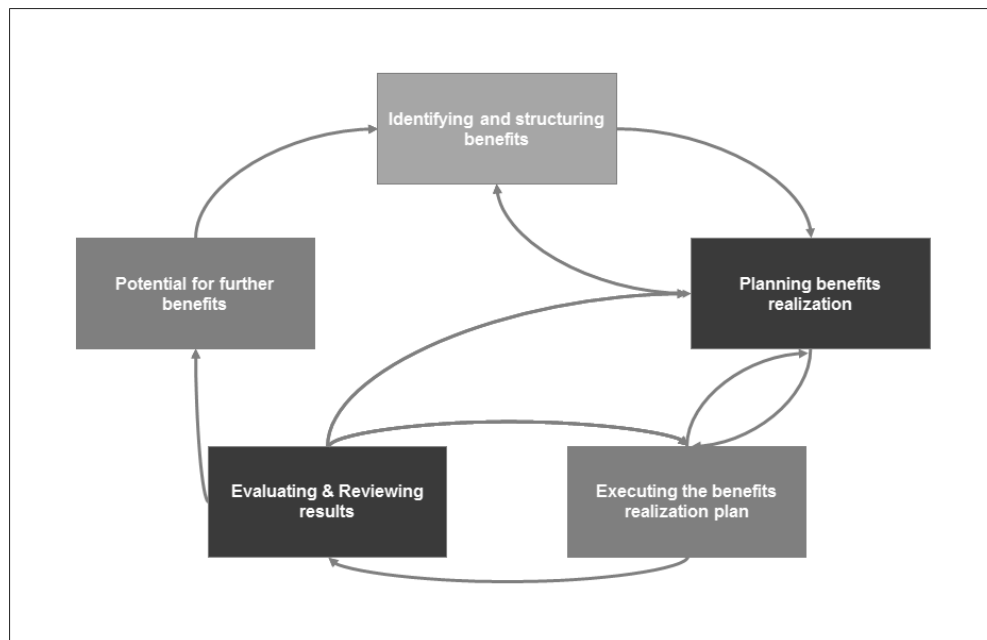 Identifying and structuring
benefits
Potential for further
benefits
Planning benefits
realization
Evaluating & Reviewing
results
Executing the benefits
realization plan